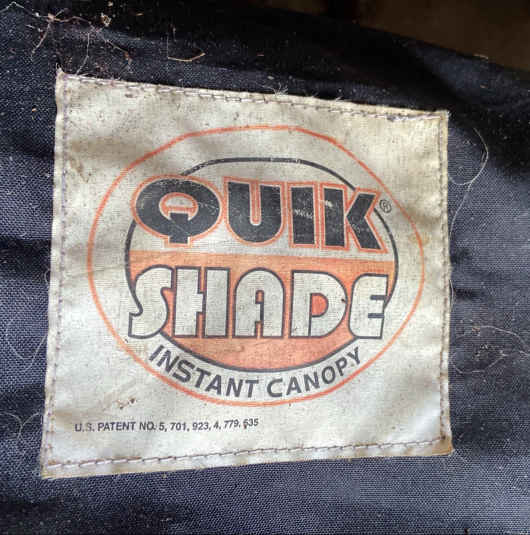 QUIK®
SHADE
INSTANT CANOPY
U.S. PATENT NO. 5, 701, 923, 4, 779, 635